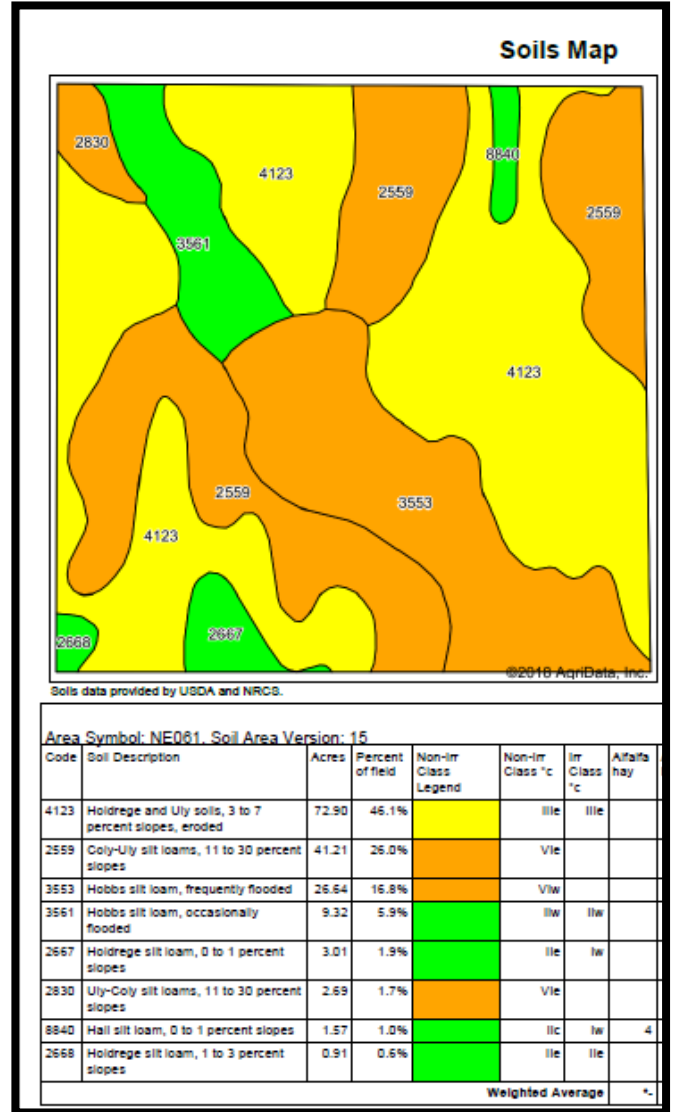 Soils Map
2830
4123
2559
8840
2559
3561
4123
2559
3553
4123
2668
2667
©2018 AgriData, Inc.
Soils data provided by USDA and NRCS.
Area Symbol: NE061, Soil Area Version: 15
Code Soil Description Acres Percent of field Non-Irr Class Legend Non-Irr Class *c Irr Class *c Alfalfa hay
4123 Holdrege and Uly soils, 3 to 7 72.90 46.1% IIIe IIIe
percent slopes, eroded
2559 Coly-Uly silt loams, 11 to 30 percent 41.21 26.0% VIe
slopes
3553 Hobbs silt loam, frequently flooded 26.64 16.8% VIw
3561 Hobbs silt loam, occasionally 9.32 5.9% IIw IIw
flooded
2667 Holdrege silt loam, 0 to 1 percent 3.01 1.9% IIe Iw
slopes
2830 Uly-Coly silt loams, 11 to 30 percent 2.69 1.7% VIe
slopes
8840 Hall silt loam, 0 to 1 percent slopes 1.57 1.0% IIc Iw 4
2668 Holdrege silt loam, 1 to 3 percent 0.91 0.6% IIe IIe
slopes
Weighted Average *-